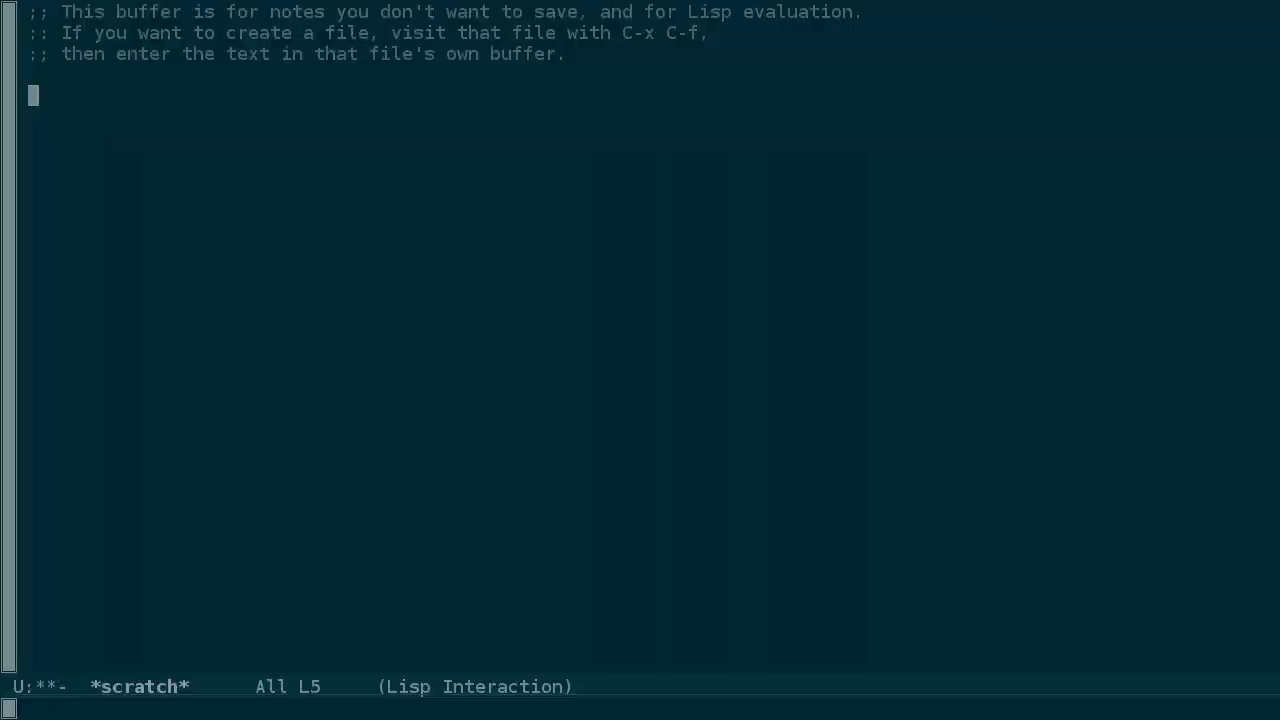 ;; This buffer is for notes you don't want to save, and for Lisp evaluation.
;; If you want to create a file, visit that file with C-x C-f,
;; then enter the text in that file's own buffer.
U:**-  *scratch*      All L5     (Lisp Interaction)